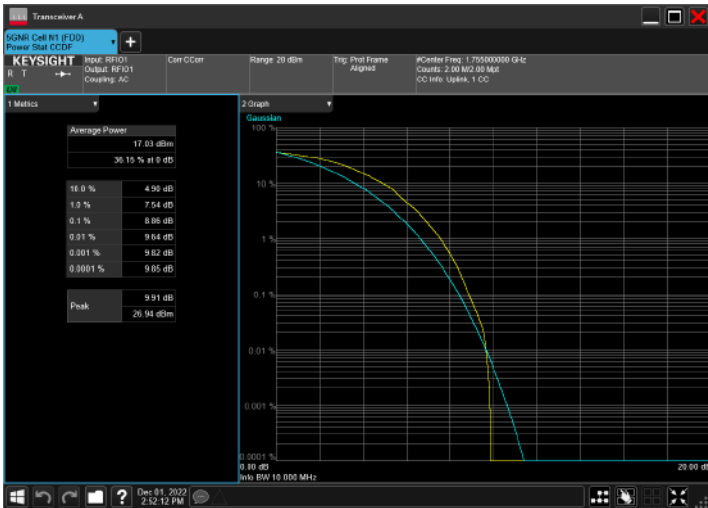 Transceiver A
5GNR Cell N1 (FDD)
Power Stat CCDF
KEYSIGHT
R T
Input: RFIO1
Output: RFIO1
Coupling: AC
Corr CCorr
Range: 20 dBm
Trig: Prot Frame
Aligned
#Center Freq: 1.755000000 GHz
Counts: 2.00 M/2.00 Mpt
CC Info: Uplink, 1 CC
1 Metrics
Average Power
17.03 dBm
36.15 % at 0 dB
10.0 % 4.90 dB
1.0 % 7.54 dB
0.1 % 8.86 dB
0.01 % 9.64 dB
0.001 % 9.82 dB
0.0001 % 9.85 dB
Peak
9.91 dB
26.94 dBm
2 Graph
Gaussian
100 %
10 %
1 %
0.1 %
0.01 %
0.001 %
0.0001 %
0.00 dB
20.00 dB
Info BW 10.000 MHz
Dec 01, 2022
2:52:12 PM